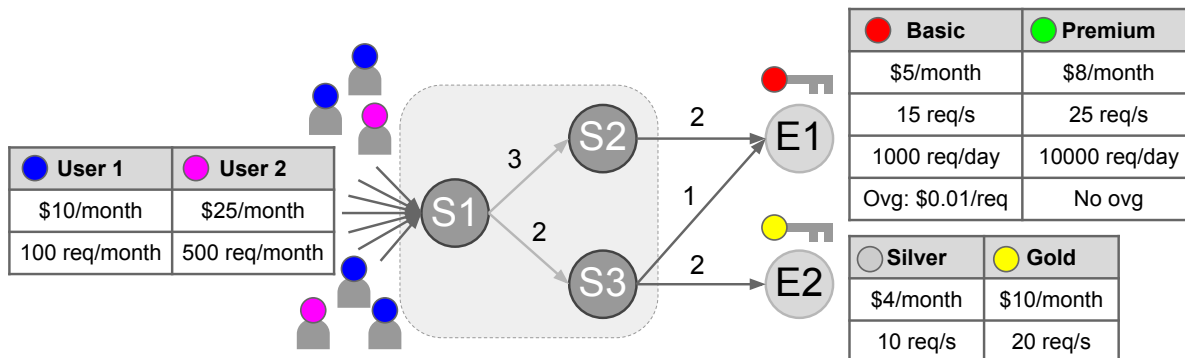 User 1 User 2
$10/month $25/month
100 req/month 500 req/month
S1
3
2
S2
S3
2
1
2
E1
E2
Basic Premium
$5/month $8/month
15 req/s 25 req/s
1000 req/day 10000 req/day
Ovg: $0.01/req No ovg
Silver Gold
$4/month $10/month
10 req/s 20 req/s